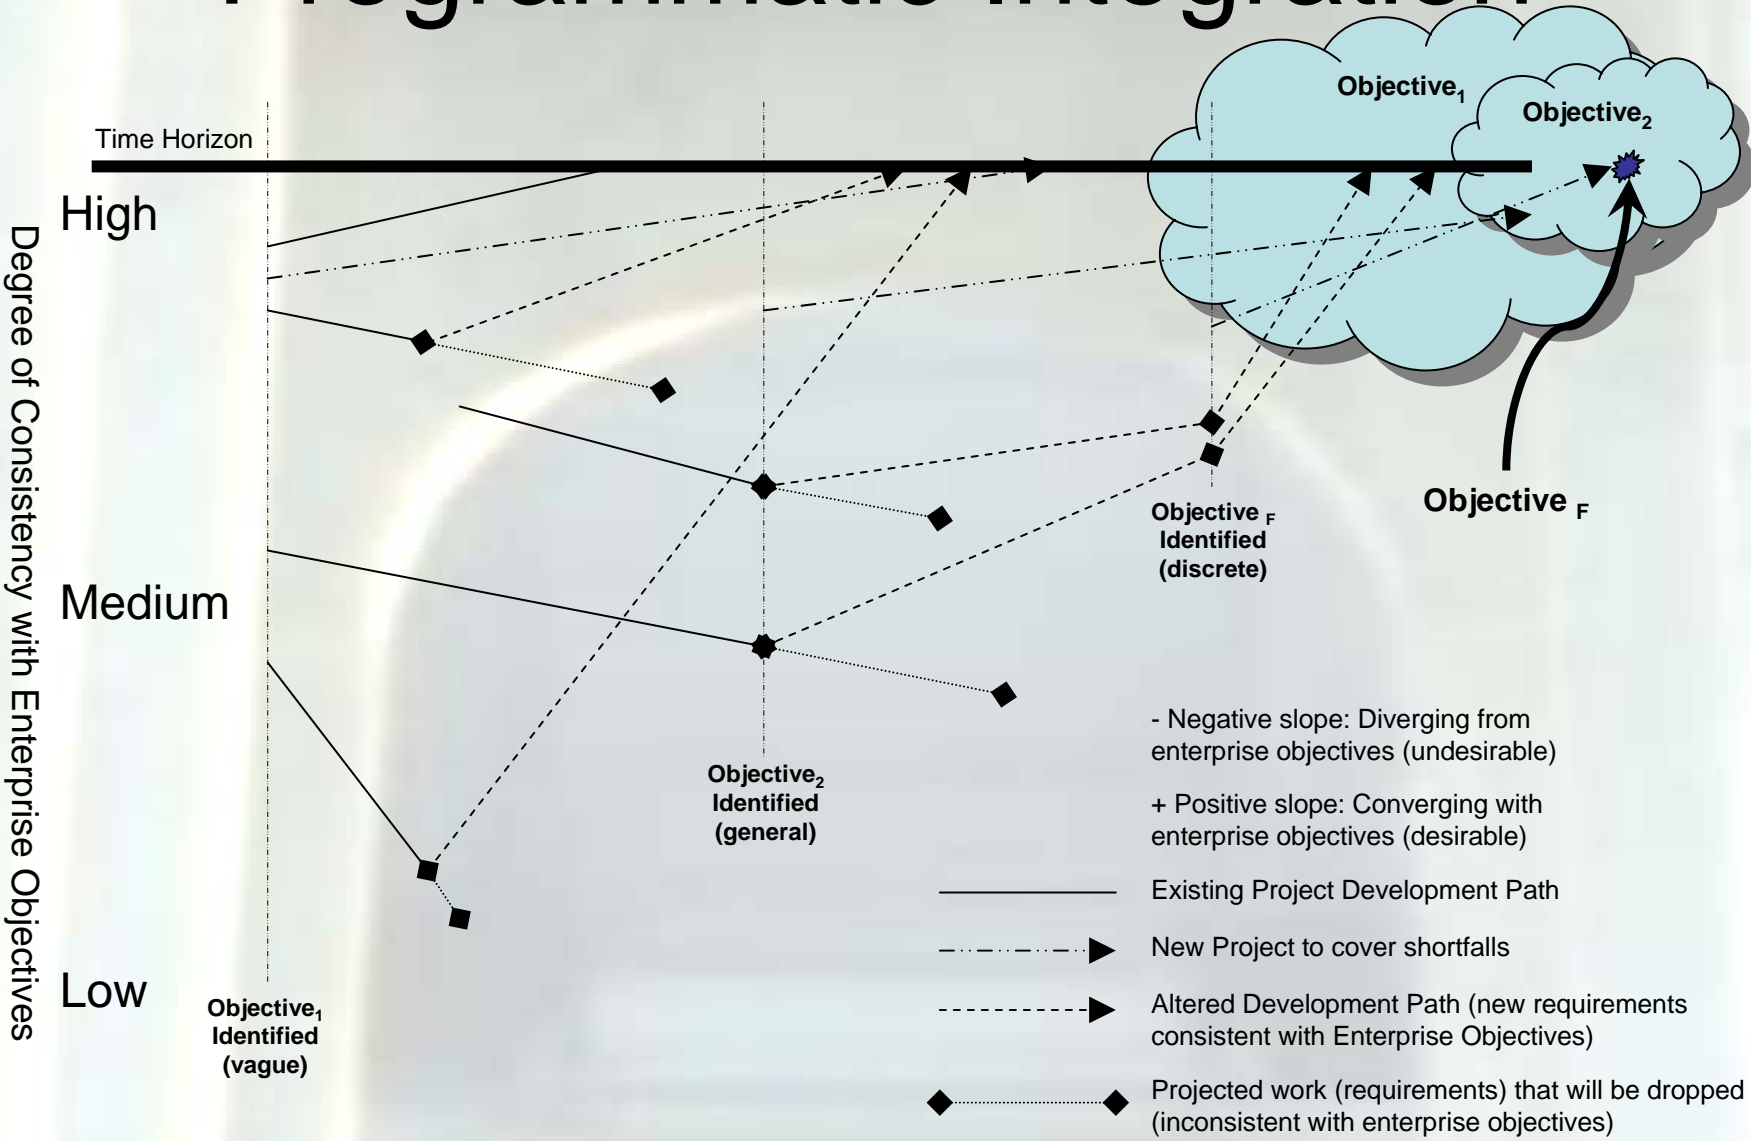 Programmatic Integration
Objective1
Objective2
Time Horizon
High
Degree of Consistency with Enterprise Objectives
Objective F
Objective F
Identified
(discrete)
Medium
- Negative slope: Diverging from
enterprise objectives (undesirable)
Objective2
Identified
(general)
+ Positive slope: Converging with
enterprise objectives (desirable)
Existing Project Development Path
New Project to cover shortfalls
Low
Objective1
Identified
(vague)
Altered Development Path (new requirements
consistent with Enterprise Objectives)
Projected work (requirements) that will be dropped
(inconsistent with enterprise objectives)